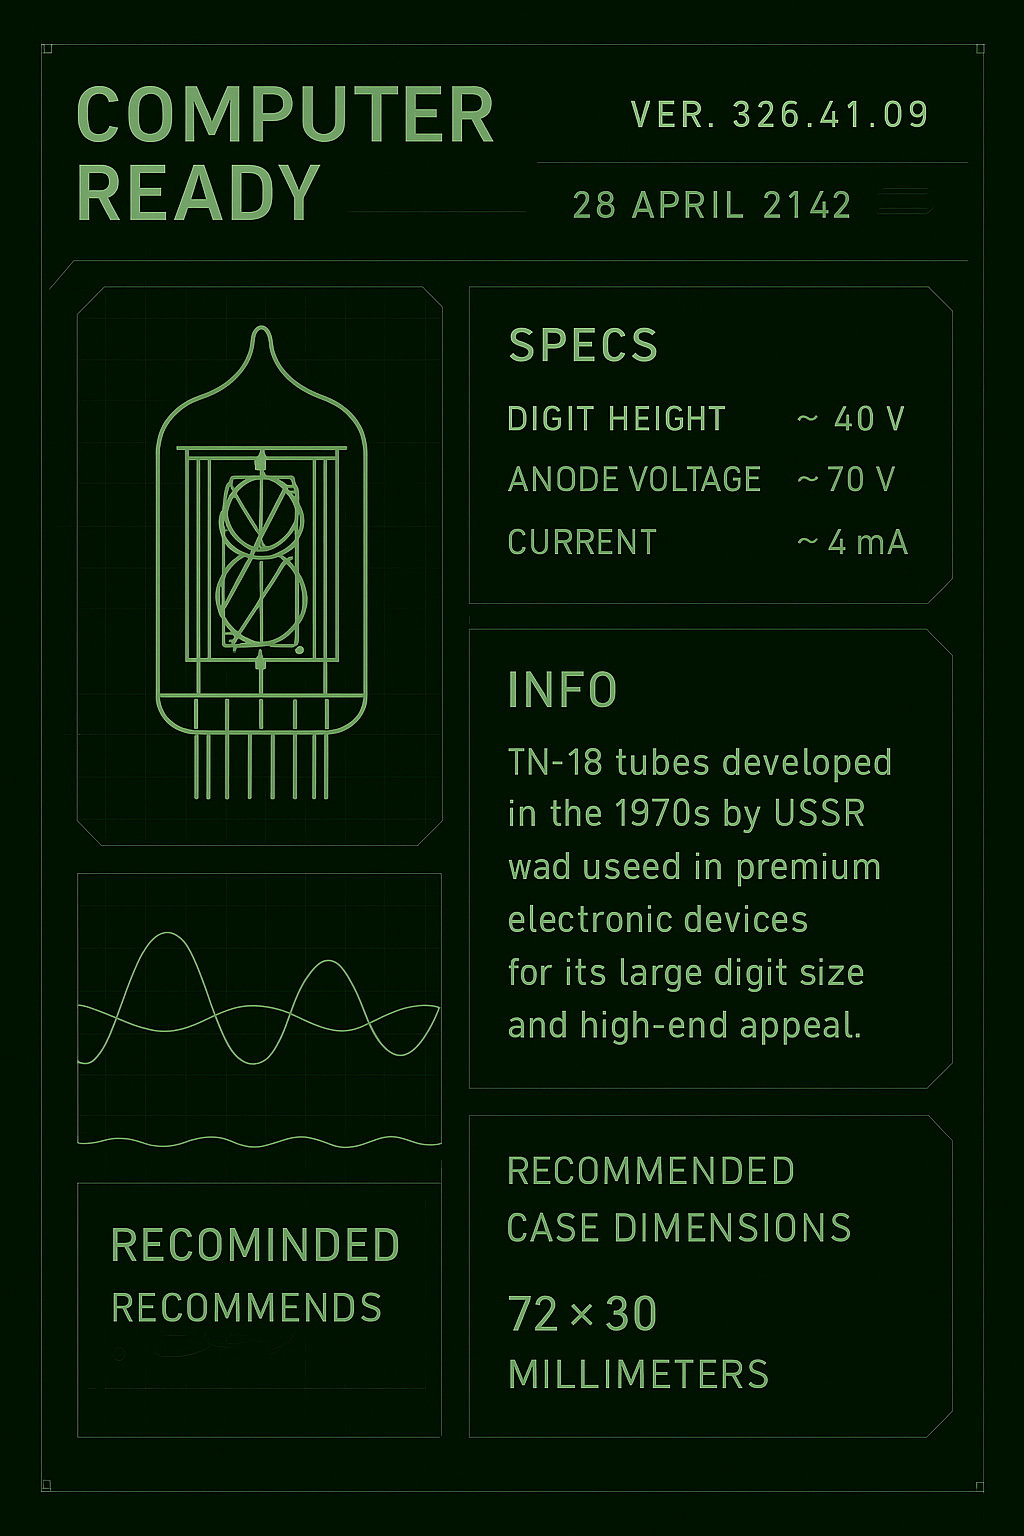 COMPUTER
READY
VER. 326.41.09
28 APRIL 2142
SPECS
DIGIT HEIGHT ~ 40 V
ANODE VOLTAGE ~ 70 V
CURRENT ~ 4 mA
INFO
TN-18 tubes developed
in the 1970s by USSR
wad useed in premium
electronic devices
for its large digit size
and high-end appeal.
RECOMINDED
RECOMMENDS
RECOMMENDED
CASE DIMENSIONS
72 × 30
MILLIMETERS